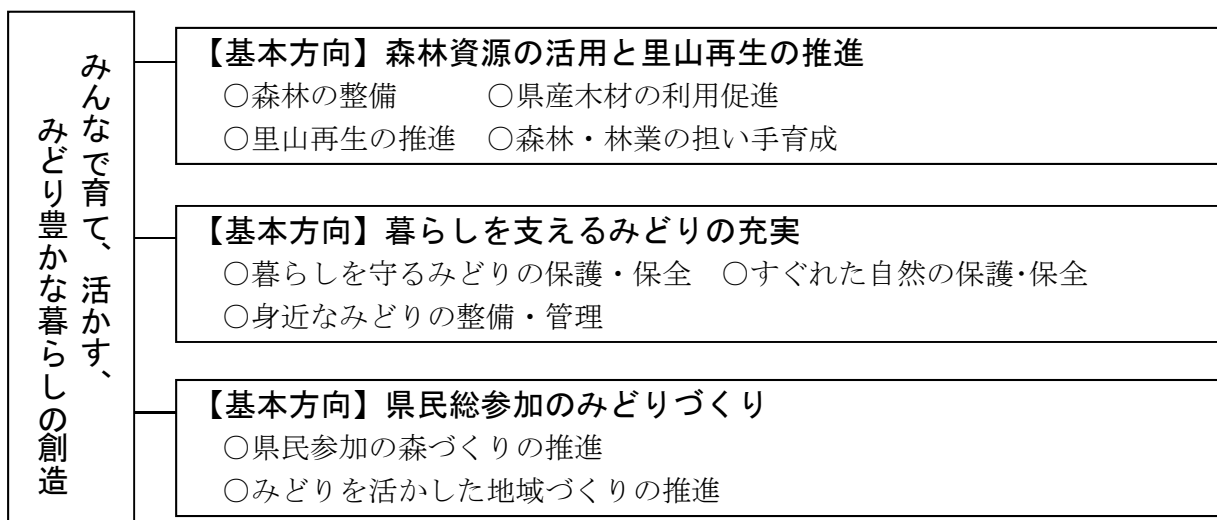 みんなで育て、活かす、
みどり豊かな暮らしの創造
【基本方向】森林資源の活用と里山再生の推進
○森林の整備　○県産木材の利用促進
○里山再生の推進　○森林・林業の担い手育成
【基本方向】暮らしを支えるみどりの充実
○暮らしを守るみどりの保護・保全　○すぐれた自然の保護･保全
○身近なみどりの整備・管理
【基本方向】県民総参加のみどりづくり
○県民参加の森づくりの推進
○みどりを活かした地域づくりの推進